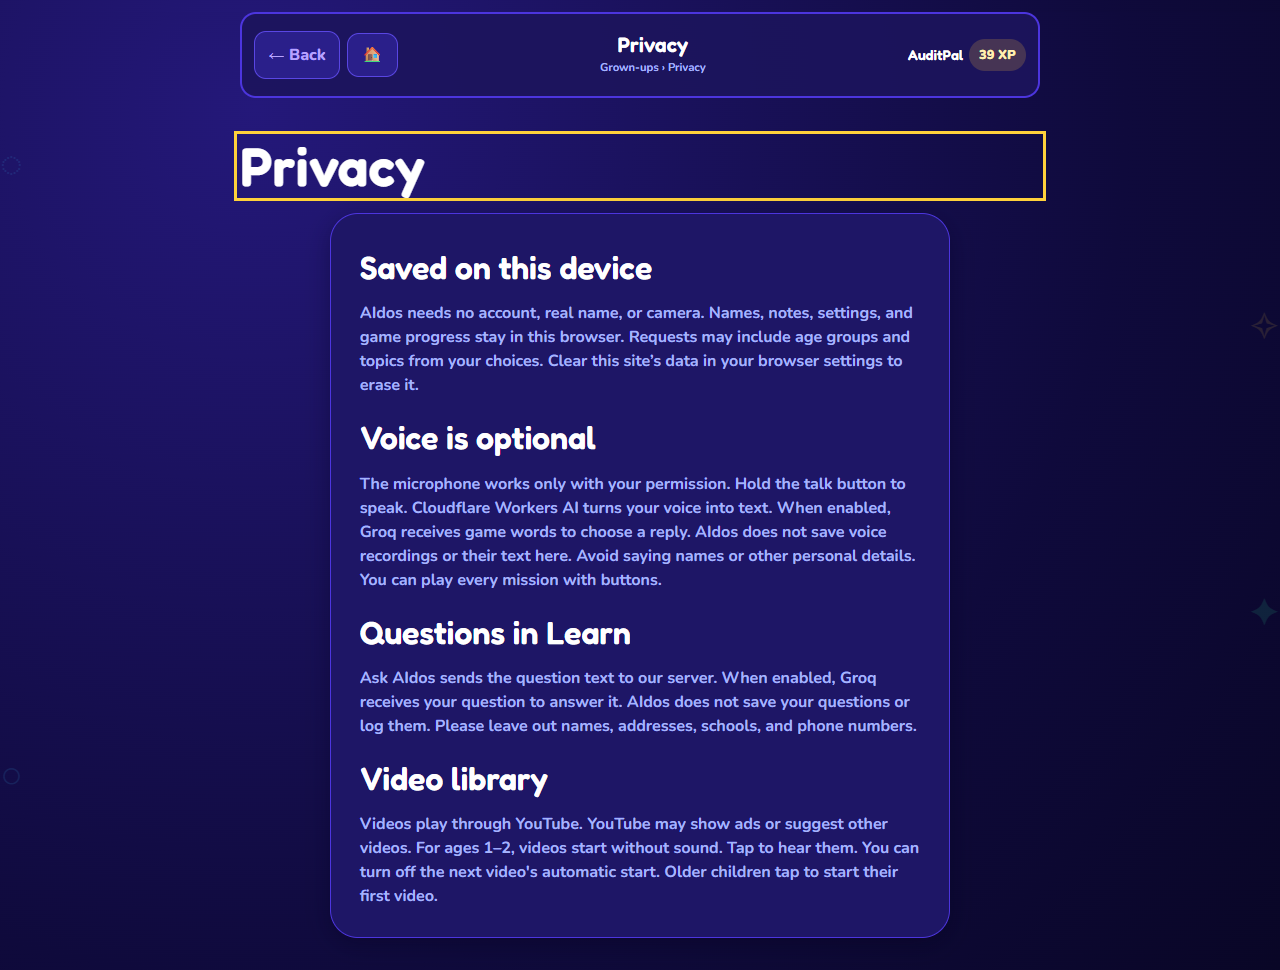 ← Back
Privacy
Grown-ups › Privacy
AuditPal
39 XP
Privacy
Saved on this device
AIdos needs no account, real name, or camera. Names, notes, settings, and
game progress stay in this browser. Requests may include age groups and
topics from your choices. Clear this site’s data in your browser settings to
erase it.
Voice is optional
The microphone works only with your permission. Hold the talk button to
speak. Cloudflare Workers AI turns your voice into text. When enabled,
Groq receives game words to choose a reply. AIdos does not save voice
recordings or their text here. Avoid saying names or other personal details.
You can play every mission with buttons.
Questions in Learn
Ask AIdos sends the question text to our server. When enabled, Groq
receives your question to answer it. AIdos does not save your questions or
log them. Please leave out names, addresses, schools, and phone numbers.
Video library
Videos play through YouTube. YouTube may show ads or suggest other
videos. For ages 1–2, videos start without sound. Tap to hear them. You can
turn off the next video's automatic start. Older children tap to start their
first video.